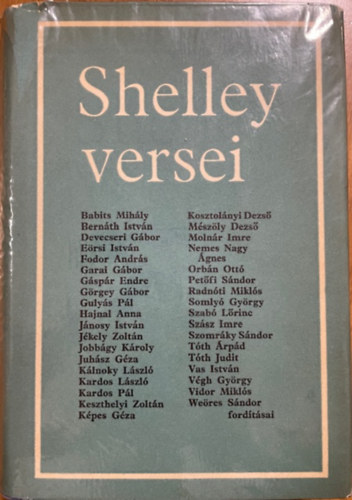 Shelley
versei
Babits Mihály
Bernáth István
Devecseri Gábor
Eörsi István
Fodor András
Garai Gábor
Gáspár Endre
Görgey Gábor
Gulyás Pál
Hajnal Anna
Jánosy István
Jékely Zoltán
Jobbágy Károly
Juhász Géza
Kálnoky László
Kardos László
Kardos Pál
Keszthelyi Zoltán
Képes Géza
Kosztolányi Dezső
Mészöly Dezső
Molnár Imre
Nemes Nagy
Ágnes
Orbán Ottó
Petőfi Sándor
Radnóti Miklós
Somlyó György
Szabó Lőrinc
Szász Imre
Szomráky Sándor
Tóth Árpád
Tóth Judit
Vas István
Végh György
Vidor Miklós
Weöres Sándor
fordításai